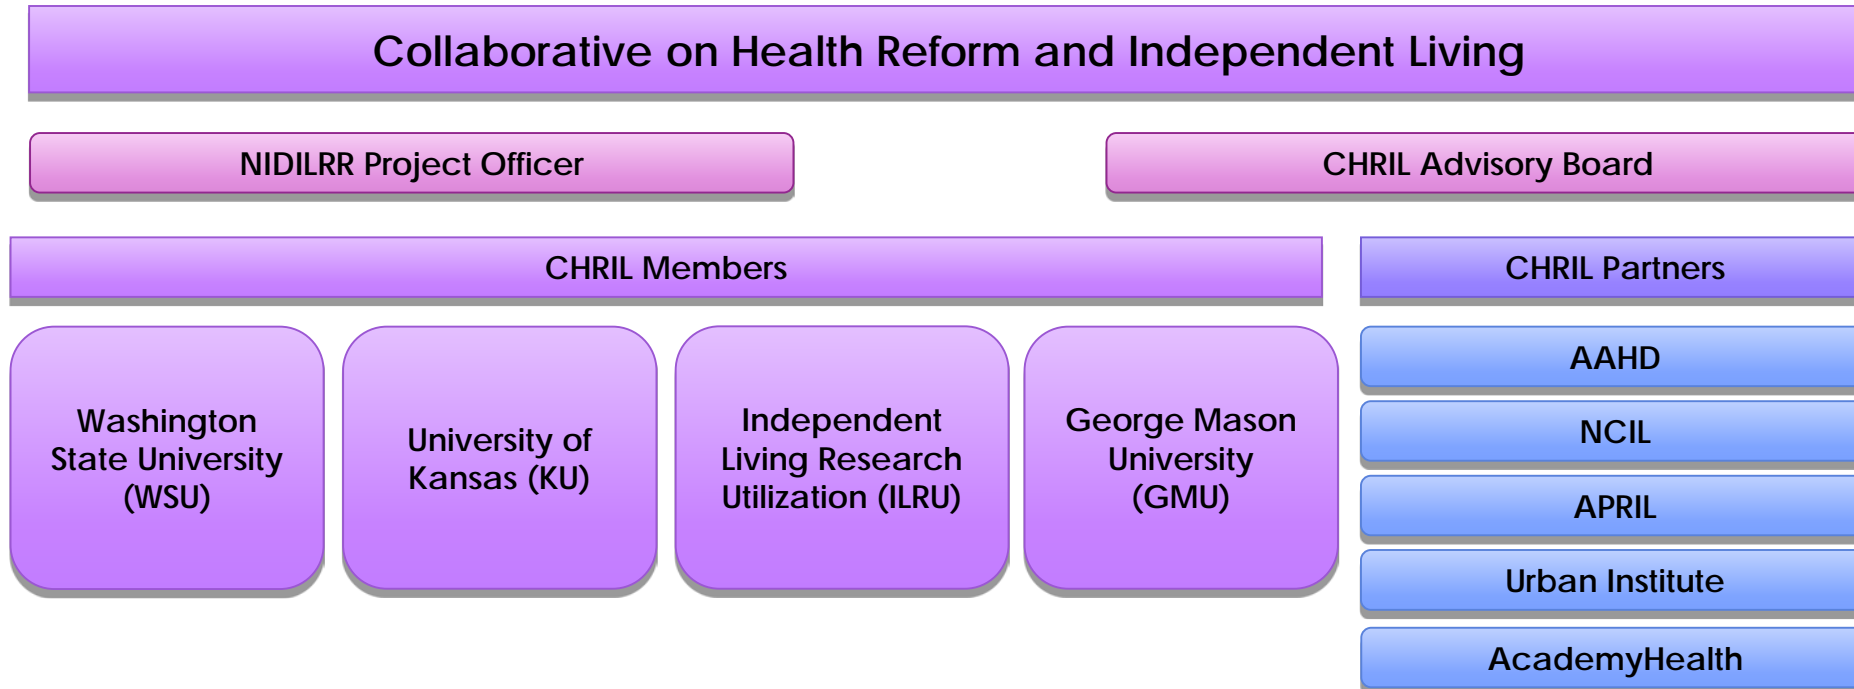 Collaborative on Health Reform and Independent Living
NIDILRR Project Officer
CHRIL Advisory Board
CHRIL Members
CHRIL Partners
Washington
State University
(WSU)
University of
Kansas (KU)
Independent
Living Research
Utilization (ILRU)
George Mason
University
(GMU)
AAHD
NCIL
APRIL
Urban Institute
AcademyHealth